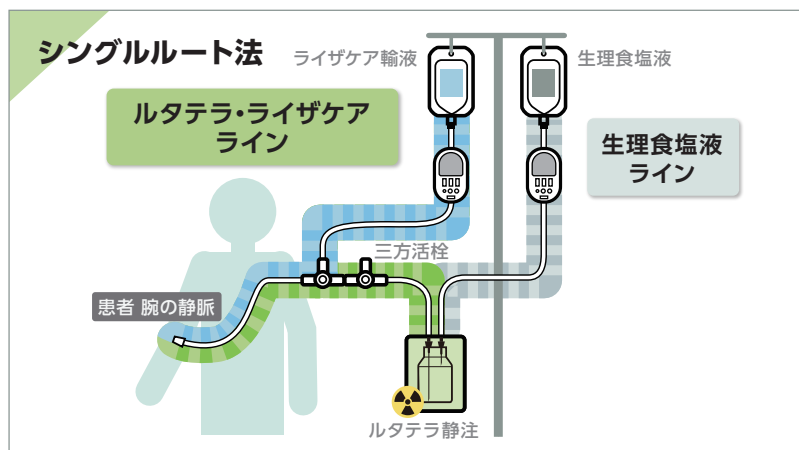 シングルルート法
ライザケア輸液
生理食塩液
ルタテラ・ライザケア
ライン
生理食塩液
ライン
三方活栓
患者 腕の静脈
ルタテラ静注